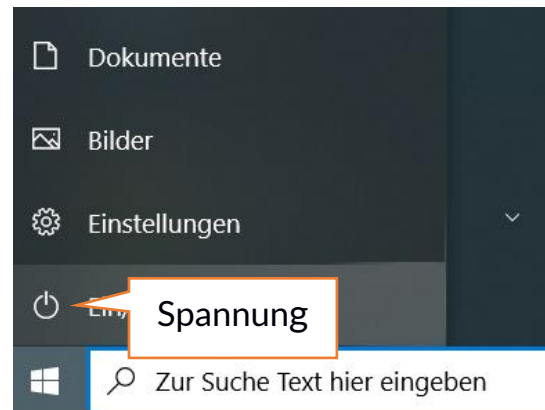 Dokumente
Bilder
Einstellungen
Spannung
Zur Suche Text hier eingeben